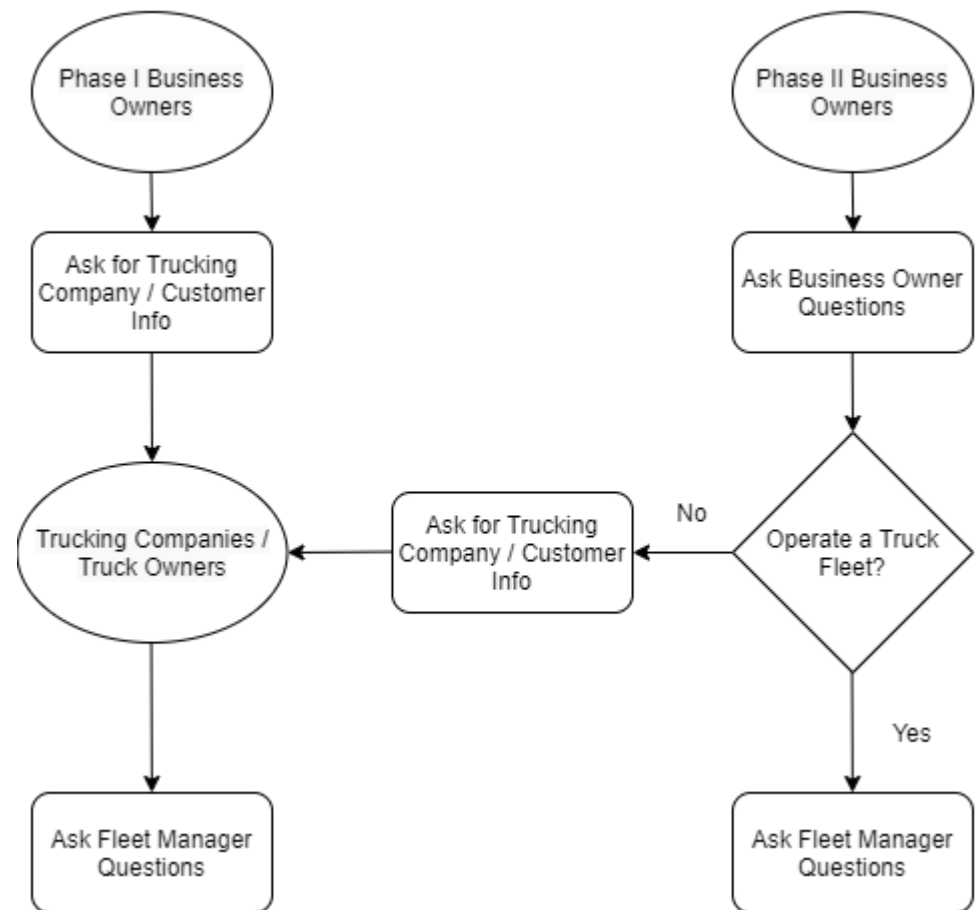 Phase I Business
Owners
Phase II Business
Owners
Ask for Trucking
Company / Customer
Info
Ask Business Owner
Questions
Trucking Companies /
Truck Owners
Ask for Trucking
Company / Customer
Info
No
Operate a Truck
Fleet?
Yes
Ask Fleet Manager
Questions
Ask Fleet Manager
Questions